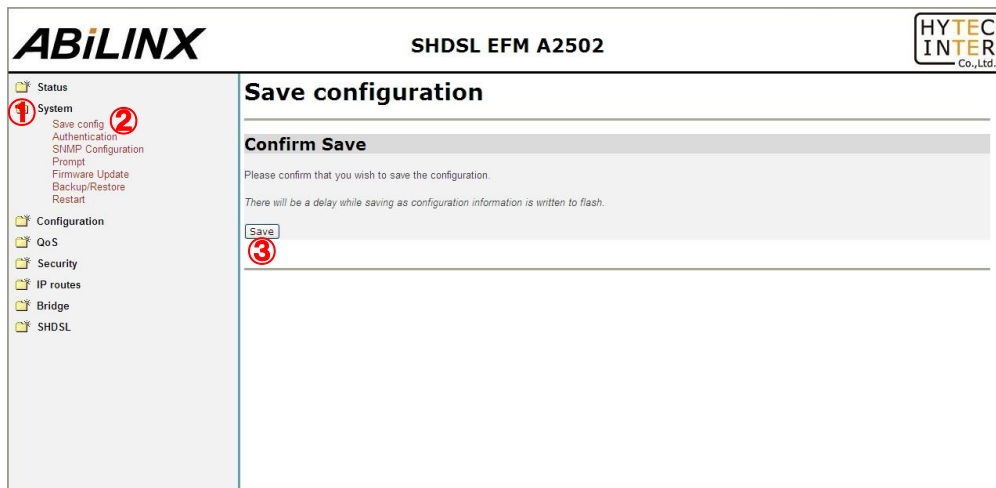 ABiLINX
SHDSL EFM A2502
HYTEC
INTER
Co.,Ltd.
Status
① System
Save config ②
Authentication
SNMP Configuration
Prompt
Firmware Update
Backup/Restore
Restart
Configuration
QoS
Security
IP routes
Bridge
SHDSL
Save configuration
Confirm Save
Please confirm that you wish to save the configuration.
There will be a delay while saving as configuration information is written to flash.
Save
③